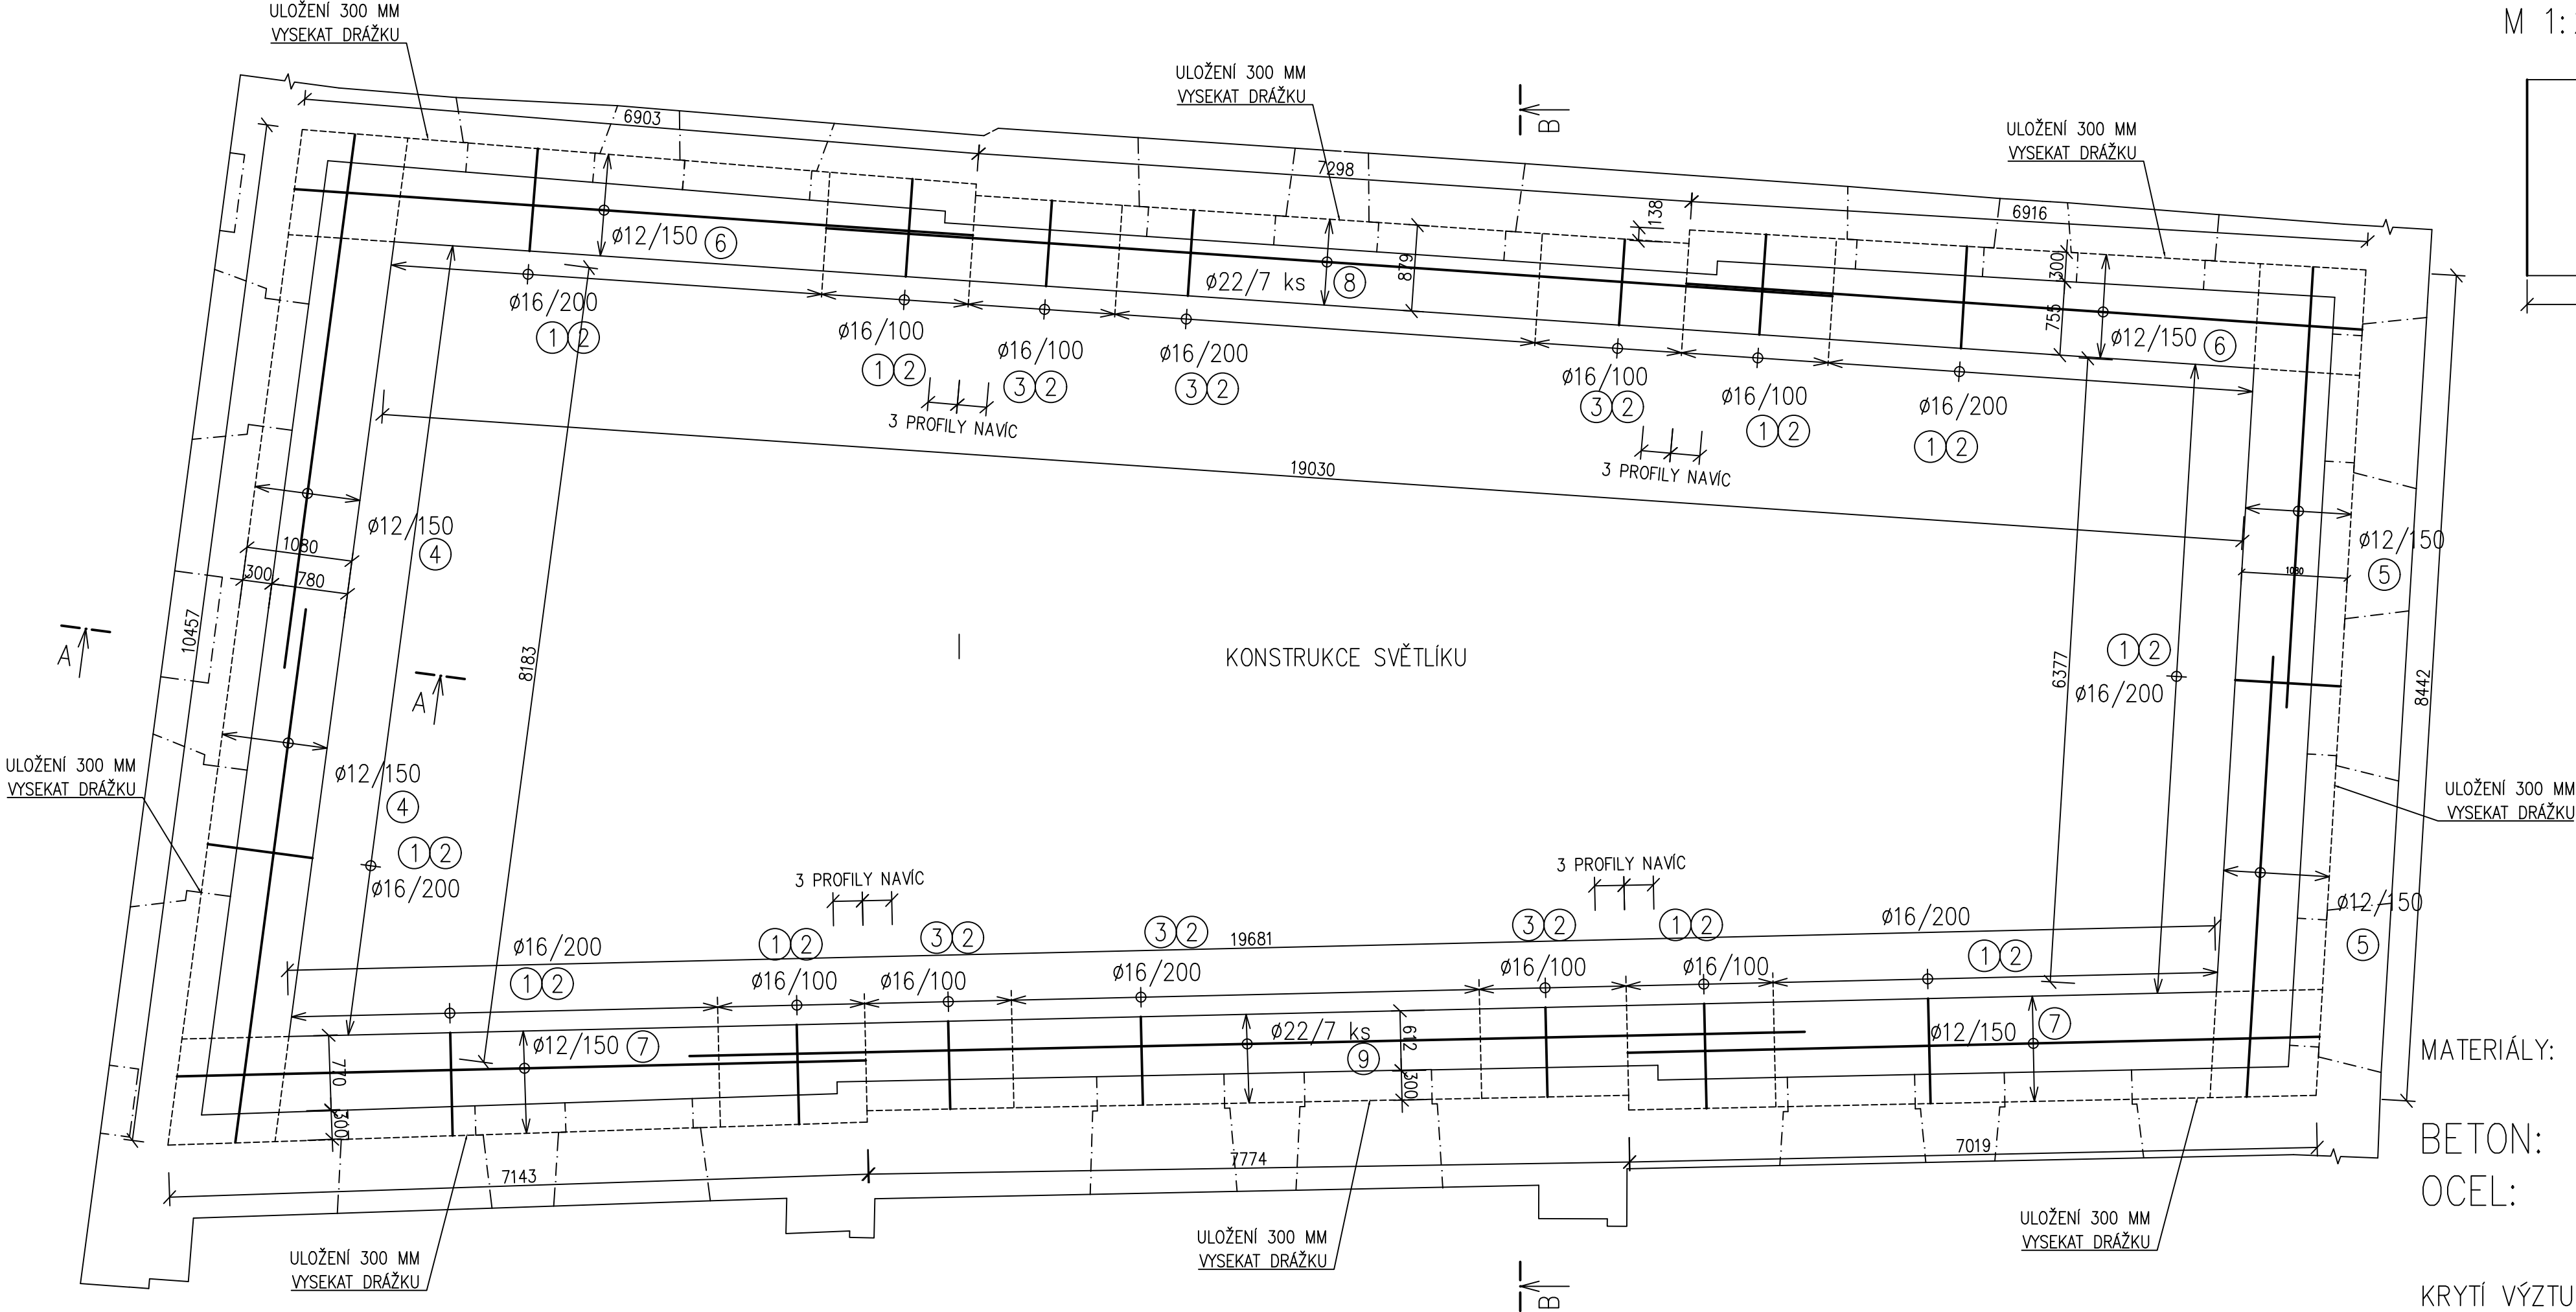 ULOŽENÍ 300 MM
VYSEKAT DRÁŽKU
M 1:
ULOŽENÍ 300 MM
VYSEKAT DRÁŽKU
B
ULOŽENÍ 300 MM
VYSEKAT DRÁŽKU
6903
7298
6916
138
879
300
755
ø12/150 6
ø22/7 ks 8
ø12/150 6
ø16/200
1 2
ø16/100
1 2
ø16/100
3 2
ø16/200
3 2
ø16/100
3 2
ø16/100
1 2
ø16/200
1 2
3 PROFILY NAVÍC
3 PROFILY NAVÍC
19030
ø12/150
4
1080
300
780
ø12/150
5
1080
10457
8183
A
A
KONSTRUKCE SVĚTLÍKU
6377
1 2
ø16/200
8442
ULOŽENÍ 300 MM
VYSEKAT DRÁŽKU
ø12/150
4
1 2
ø16/200
ULOŽENÍ 300 MM
VYSEKAT DRÁŽKU
ø12/150
5
3 PROFILY NAVÍC
3 PROFILY NAVÍC
ø16/200
1 2
1 2
ø16/100
3 2
ø16/100
3 2
ø16/200
19681
3 2
ø16/100
1 2
ø16/100
ø16/200
1 2
770
300
ø12/150 7
ø22/7 ks
9
612
300
ø12/150 7
MATERIÁLY:
BETON:
OCEL:
7143
7774
7019
ULOŽENÍ 300 MM
VYSEKAT DRÁŽKU
ULOŽENÍ 300 MM
VYSEKAT DRÁŽKU
ULOŽENÍ 300 MM
VYSEKAT DRÁŽKU
B
KRYTÍ VÝZTU